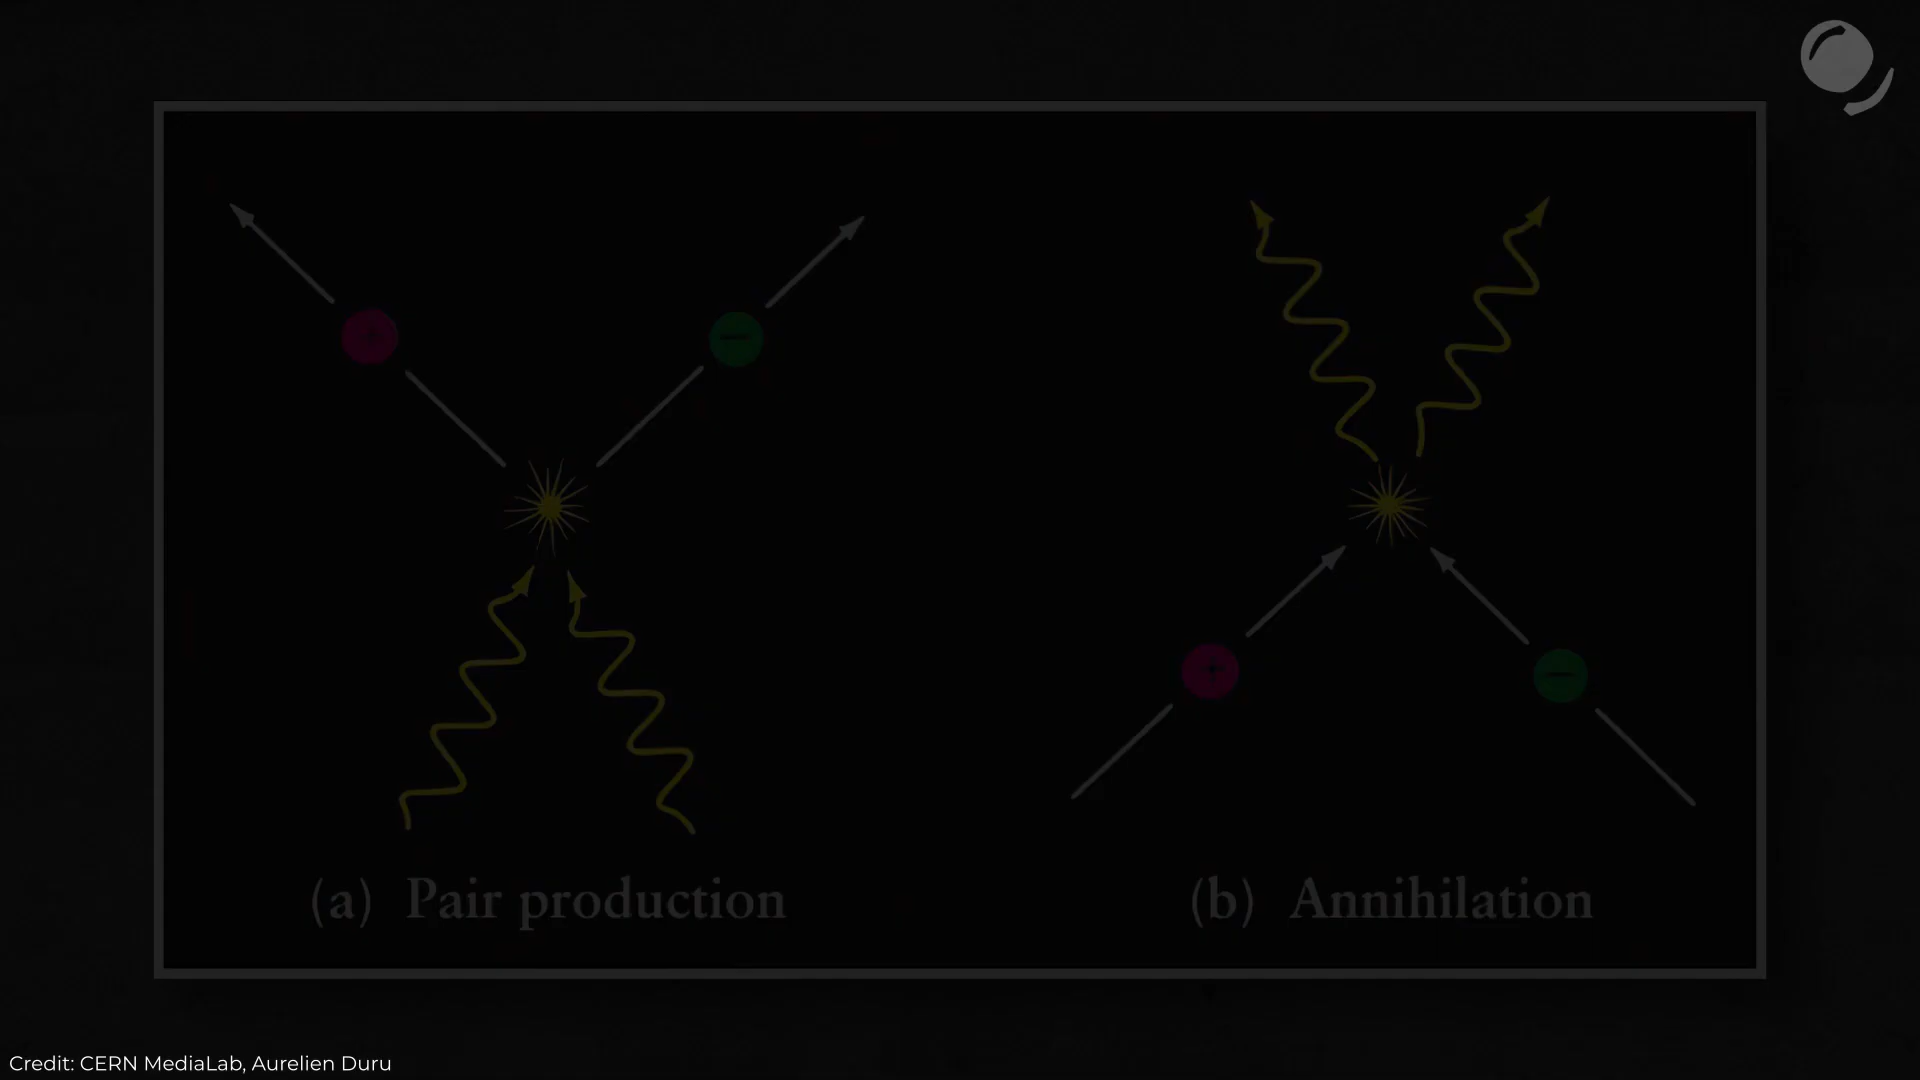 (a) Pair production
(b) Annihilation
Credit: CERN MediaLab, Aurelien Duru